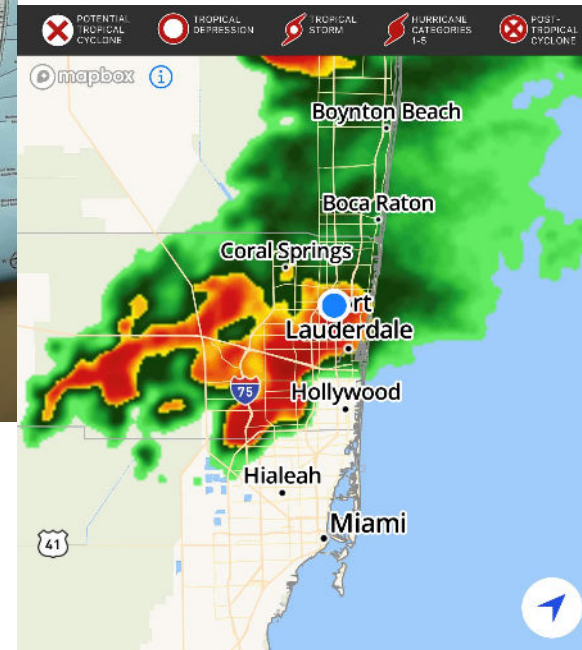 POTENTIAL
TROPICAL
CYCLONE
TROPICAL
DEPRESSION
TROPICAL
STORM
HURRICANE
CATEGORIES
1-5
POST-
TROPICAL
CYCLONE
mapbox
i
Boynton Beach
Boca Raton
Coral Springs
rt
Lauderdale
75
Hollywood
Hialeah
Miami
41